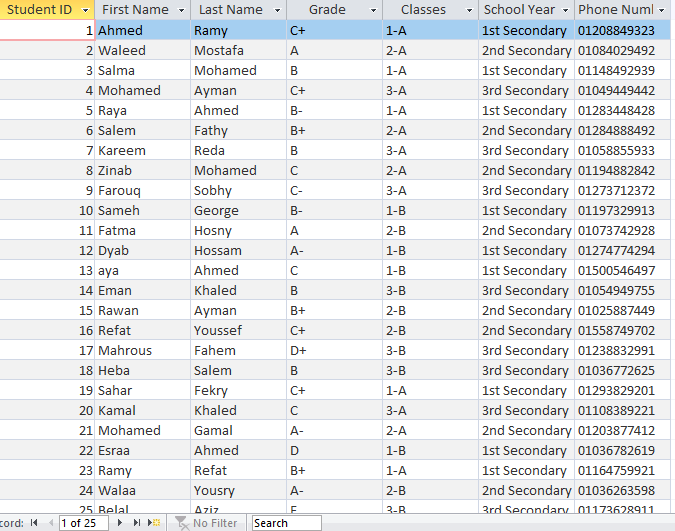 Student ID First Name Last Name Grade Classes School Year Phone Numl
1 Ahmed Ramy C+ 1-A 1st Secondary 01208849323
2 Waleed Mostafa A 2-A 2nd Secondary 01084029492
3 Salma Mohamed B 1-A 1st Secondary 01148492939
4 Mohamed Ayman C+ 3-A 3rd Secondary 01049449442
5 Raya Ahmed B- 1-A 1st Secondary 01283448428
6 Salem Fathy B+ 2-A 2nd Secondary 01284888492
7 Kareem Reda B 3-A 3rd Secondary 01058855933
8 Zinab Mohamed C 2-A 2nd Secondary 01194882842
9 Farouq Sobhy C- 3-A 3rd Secondary 01273712372
10 Sameh George B- 1-B 1st Secondary 01197329913
11 Fatma Hosny A 2-B 2nd Secondary 01073742928
12 Dyab Hossam A- 1-B 1st Secondary 01274774294
13 aya Ahmed C 1-B 1st Secondary 01500546497
14 Eman Khaled B 3-B 3rd Secondary 01054949755
15 Rawan Ayman B+ 2-B 2nd Secondary 01025887449
16 Refat Youssef C+ 2-B 2nd Secondary 01558749702
17 Mahrous Fahem D+ 3-B 3rd Secondary 01238832991
18 Heba Salem B 3-B 3rd Secondary 01036772625
19 Sahar Fekry C+ 1-A 1st Secondary 01293829201
20 Kamal Khaled C 3-A 3rd Secondary 01108389221
21 Mohamed Gamal A- 2-A 2nd Secondary 01203877412
22 Esraa Ahmed D 1-B 1st Secondary 01036782619
23 Ramy Refat B+ 1-A 1st Secondary 01164759921
24 Walaa Yousry A- 2-B 2nd Secondary 01036263598
25 Belal Aziz F 3-B 3rd Secondary 01173628911
cord: 1 of 25 No Filter Search